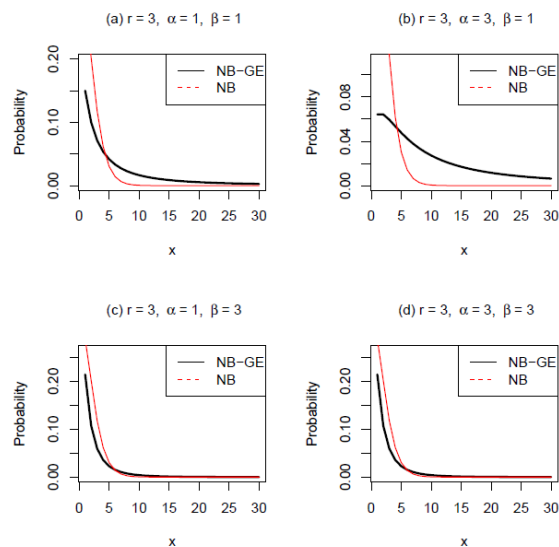 (a) r = 3, α = 1, β = 1
Probability
0.00 0.10 0.20
NB−GE
NB
0 5 10 15 20 25 30
x
(b) r = 3, α = 3, β = 1
Probability
0.00 0.04 0.08
NB−GE
NB
0 5 10 15 20 25 30
x
(c) r = 3, α = 1, β = 3
Probability
0.00 0.10 0.20
NB−GE
NB
0 5 10 15 20 25 30
x
(d) r = 3, α = 3, β = 3
Probability
0.00 0.10 0.20
NB−GE
NB
0 5 10 15 20 25 30
x